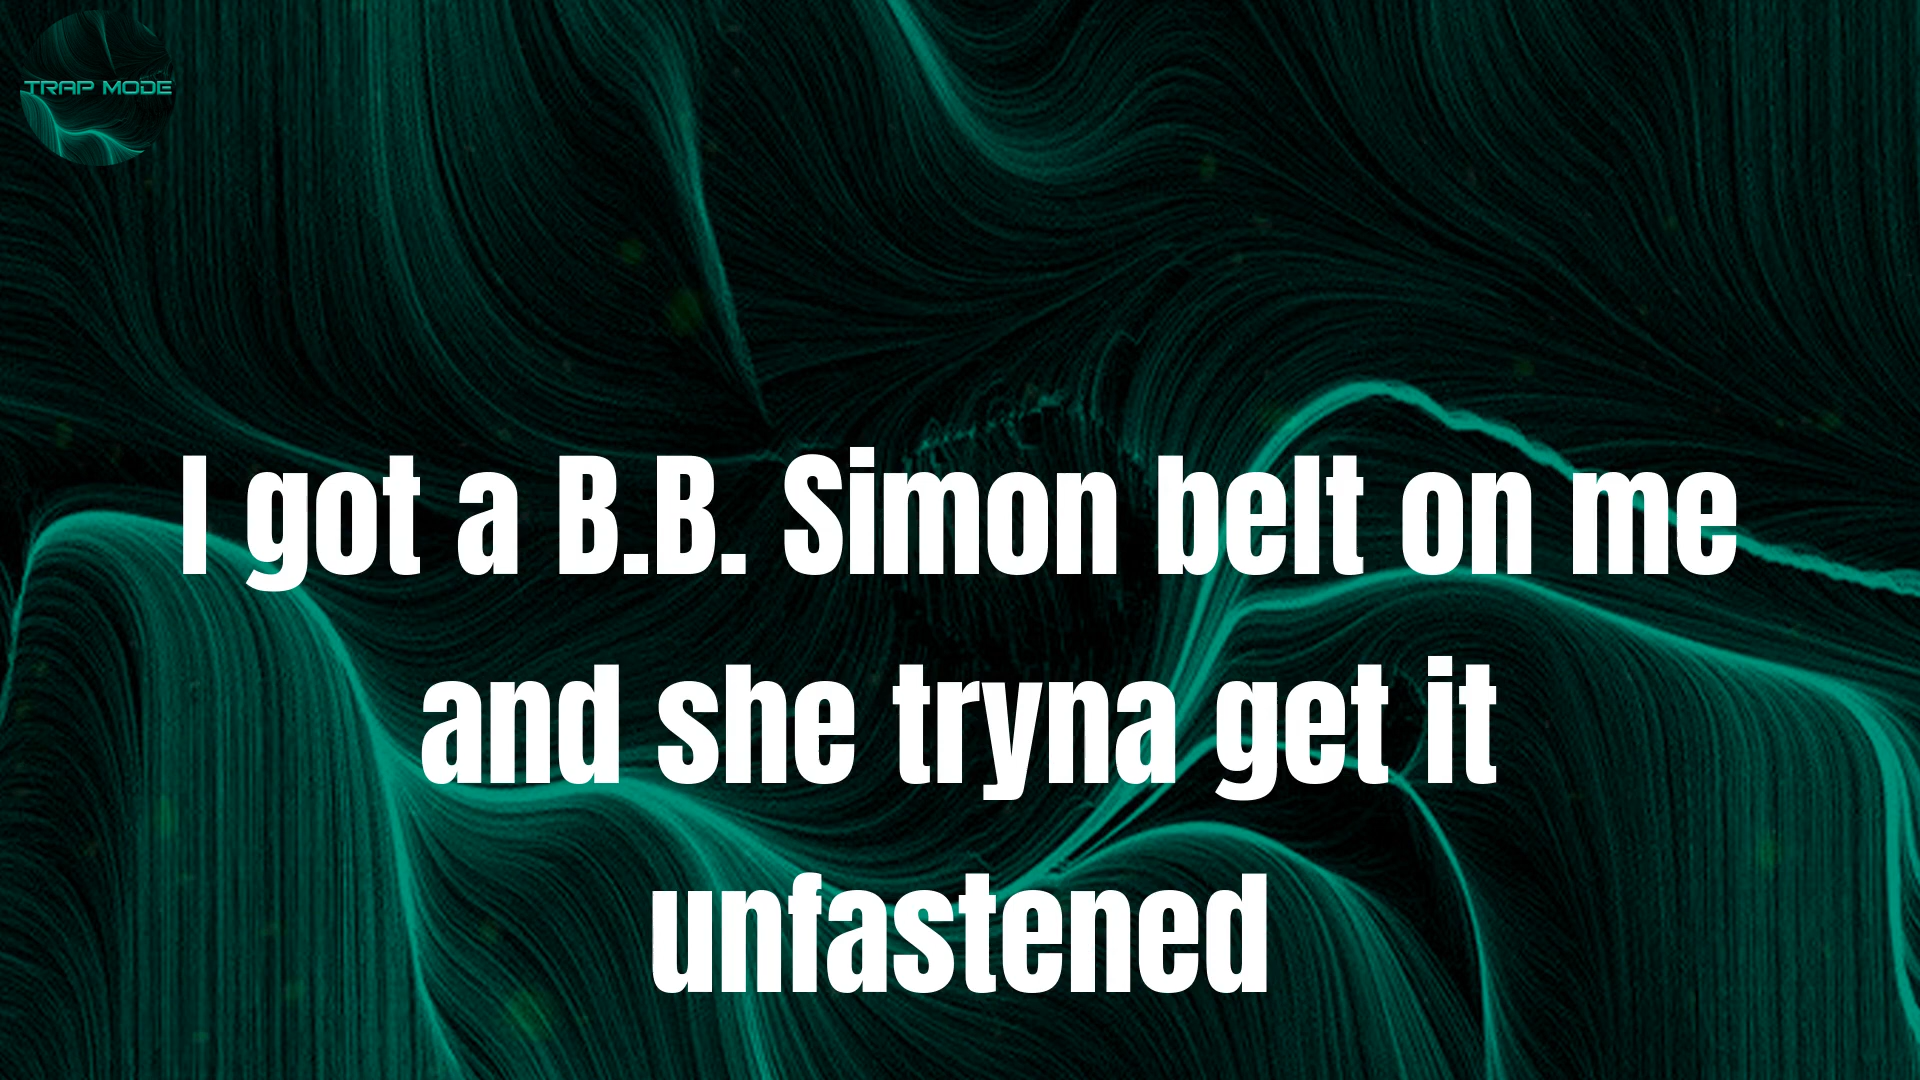 TRAP MODE
I got a B.B. Simon belt on me
and she tryna get it
unfastened